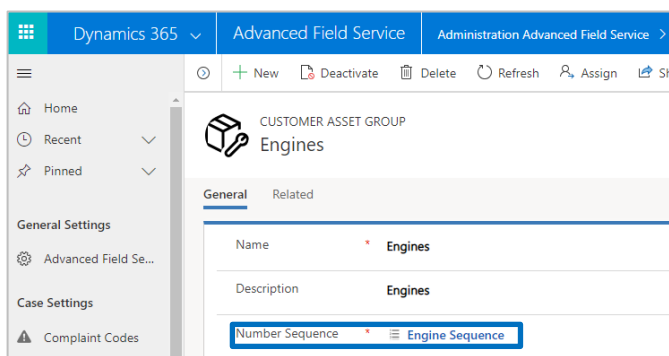 Dynamics 365
Advanced Field Service
Administration Advanced Field Service >
New
Deactivate
Delete
Refresh
Assign
Home
Recent
Pinned
CUSTOMER ASSET GROUP
Engines
General
Related
General Settings
Advanced Field Se...
Case Settings
Complaint Codes
Name * Engines
Description Engines
Number Sequence * Engine Sequence